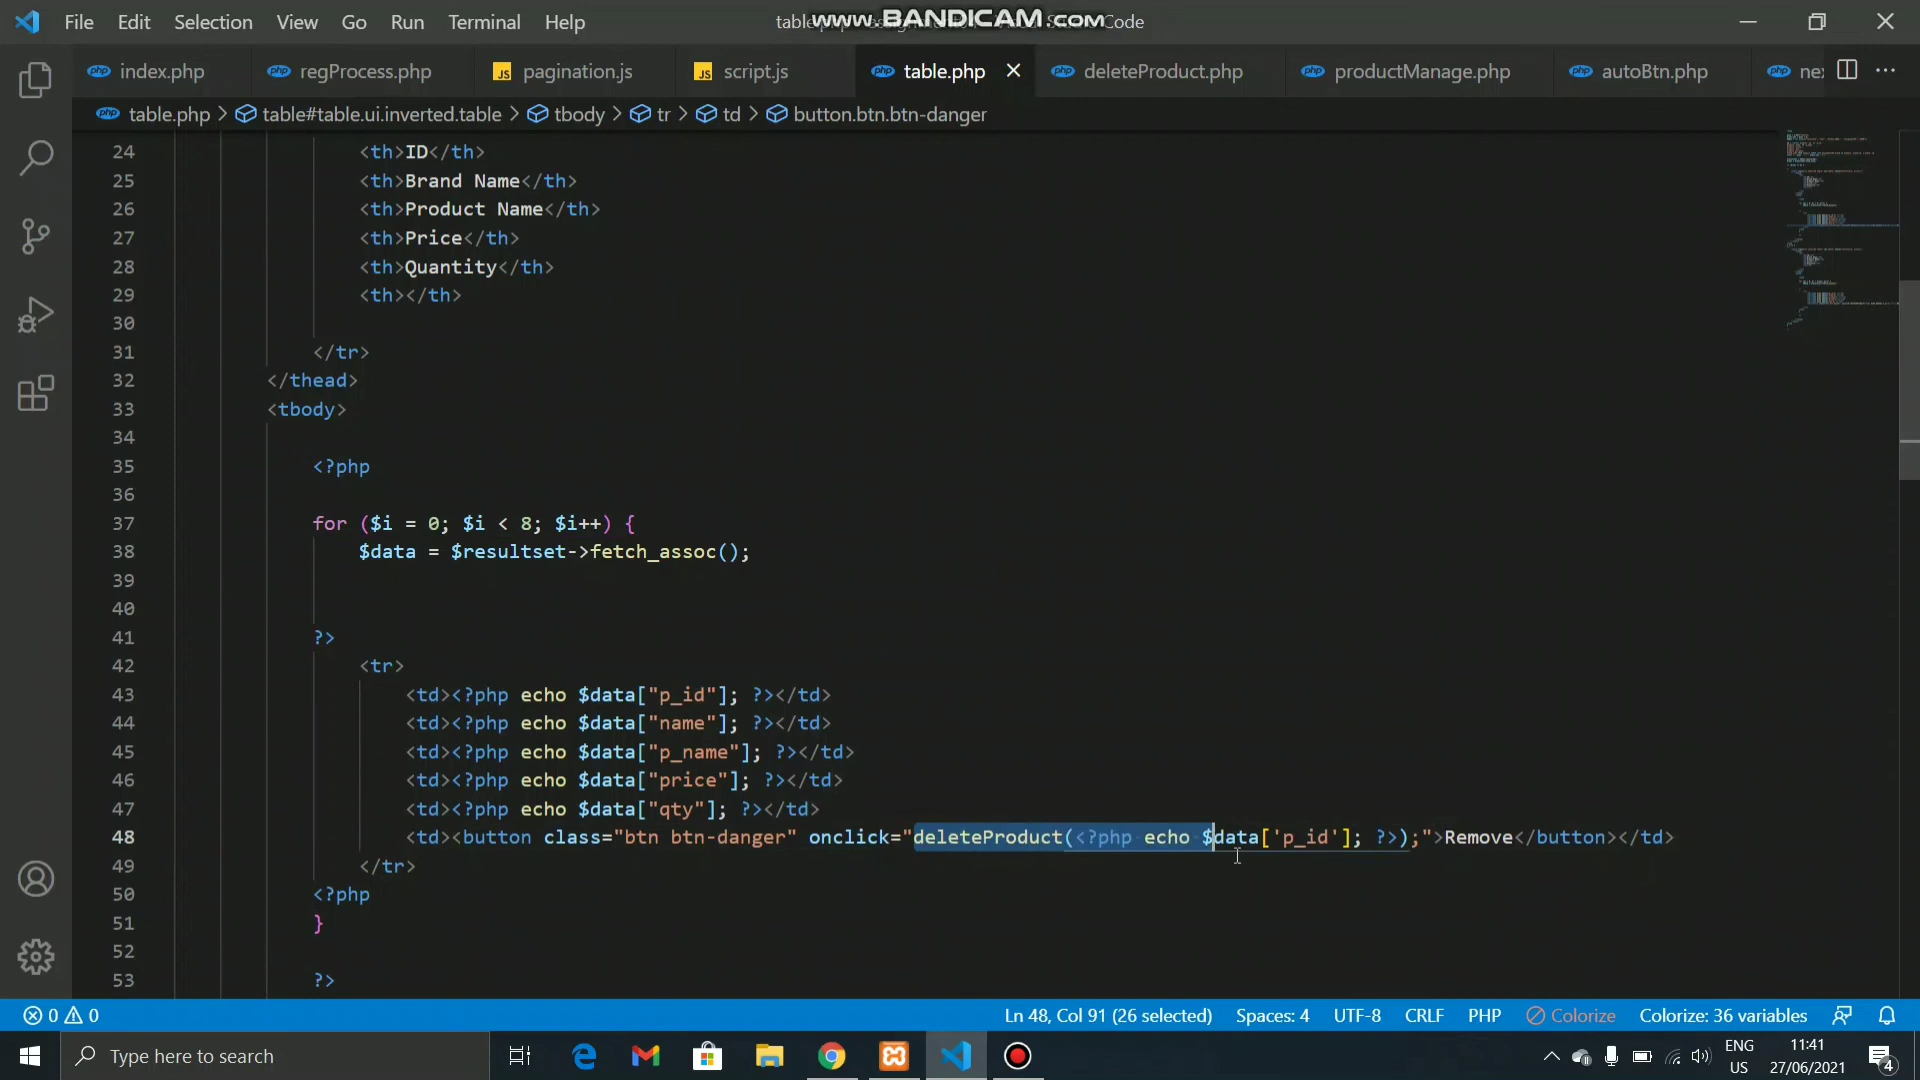 File Edit Selection View Go Run Terminal Help
www.BANDICAM.com
Code
index.php regProcess.php pagination.js script.js table.php deleteProduct.php productManage.php autoBtn.php
table.php > table#table.ui.inverted.table > tbody > tr > td > button.btn.btn-danger
24 <th>ID</th>
25 <th>Brand Name</th>
26 <th>Product Name</th>
27 <th>Price</th>
28 <th>Quantity</th>
29 <th></th>
30
31 </tr>
32 </thead>
33 <tbody>
34
35 <?php
36
37 for ($i = 0; $i < 8; $i++) {
38 $data = $resultset->fetch_assoc();
39
40
41 ?>
42 <tr>
43 <td><?php echo $data["p_id"]; ?></td>
44 <td><?php echo $data["name"]; ?></td>
45 <td><?php echo $data["p_name"]; ?></td>
46 <td><?php echo $data["price"]; ?></td>
47 <td><?php echo $data["qty"]; ?></td>
48 <td><button class="btn btn-danger" onclick="deleteProduct(<?php echo $data['p_id']; ?>);">Remove</button></td>
49 </tr>
50 <?php
51 }
52
53 ?>
0 0 Ln 48, Col 91 (26 selected) Spaces: 4 UTF-8 CRLF PHP Colorize Colorize: 36 variables
Type here to search
ENG
US
11:41
27/06/2021
4